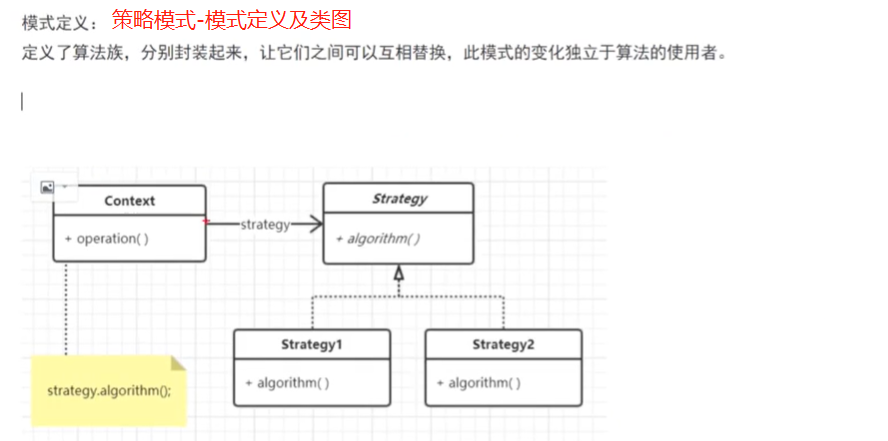 模式定义： 策略模式-模式定义及类图
定义了算法族，分别封装起来，让它们之间可以互相替换，此模式的变化独立于算法的使用者。
Context
+ operation( )
strategy
Strategy
+ algorithm( )
Strategy1
+ algorithm( )
Strategy2
+ algorithm( )
strategy.algorithm();